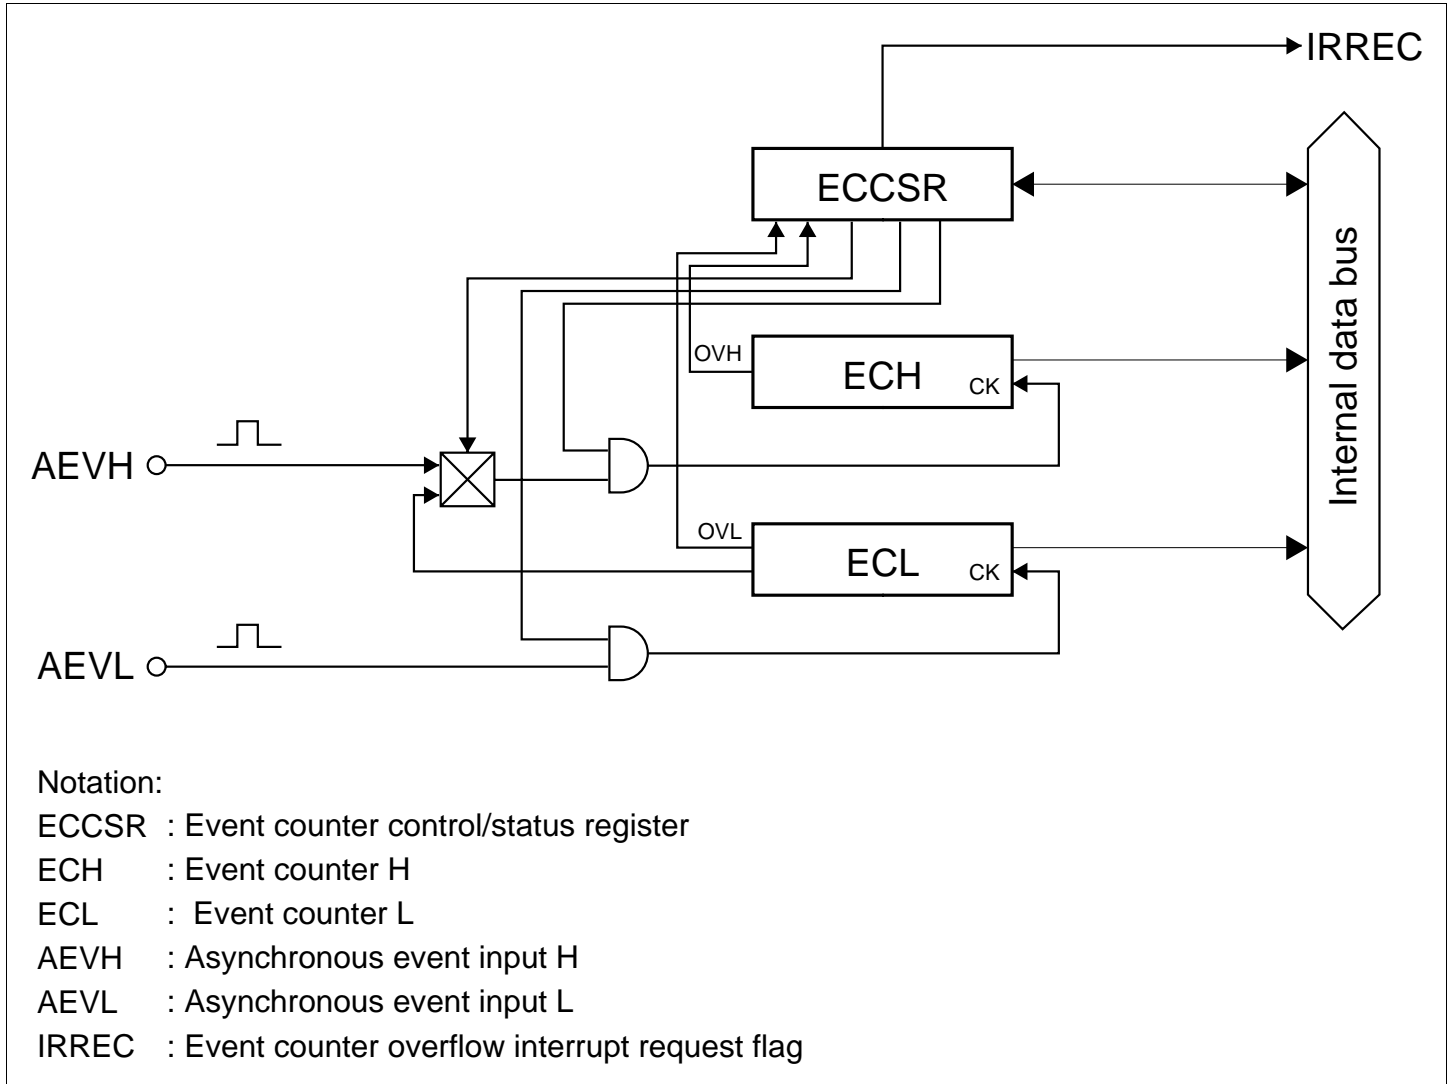 IRREC
ECCSR
Internal data bus
OVH
ECH
CK
AEVH
OVL
ECL
CK
AEVL
Notation:
ECCSR : Event counter control/status register
ECH : Event counter H
ECL : Event counter L
AEVH : Asynchronous event input H
AEVL : Asynchronous event input L
IRREC : Event counter overflow interrupt request flag